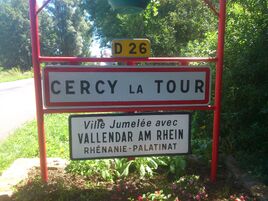 D 26
CERCY LA TOUR
Ville Jumelée avec
VALLENDAR AM RHEIN
RHÉNANIE-PALATINAT